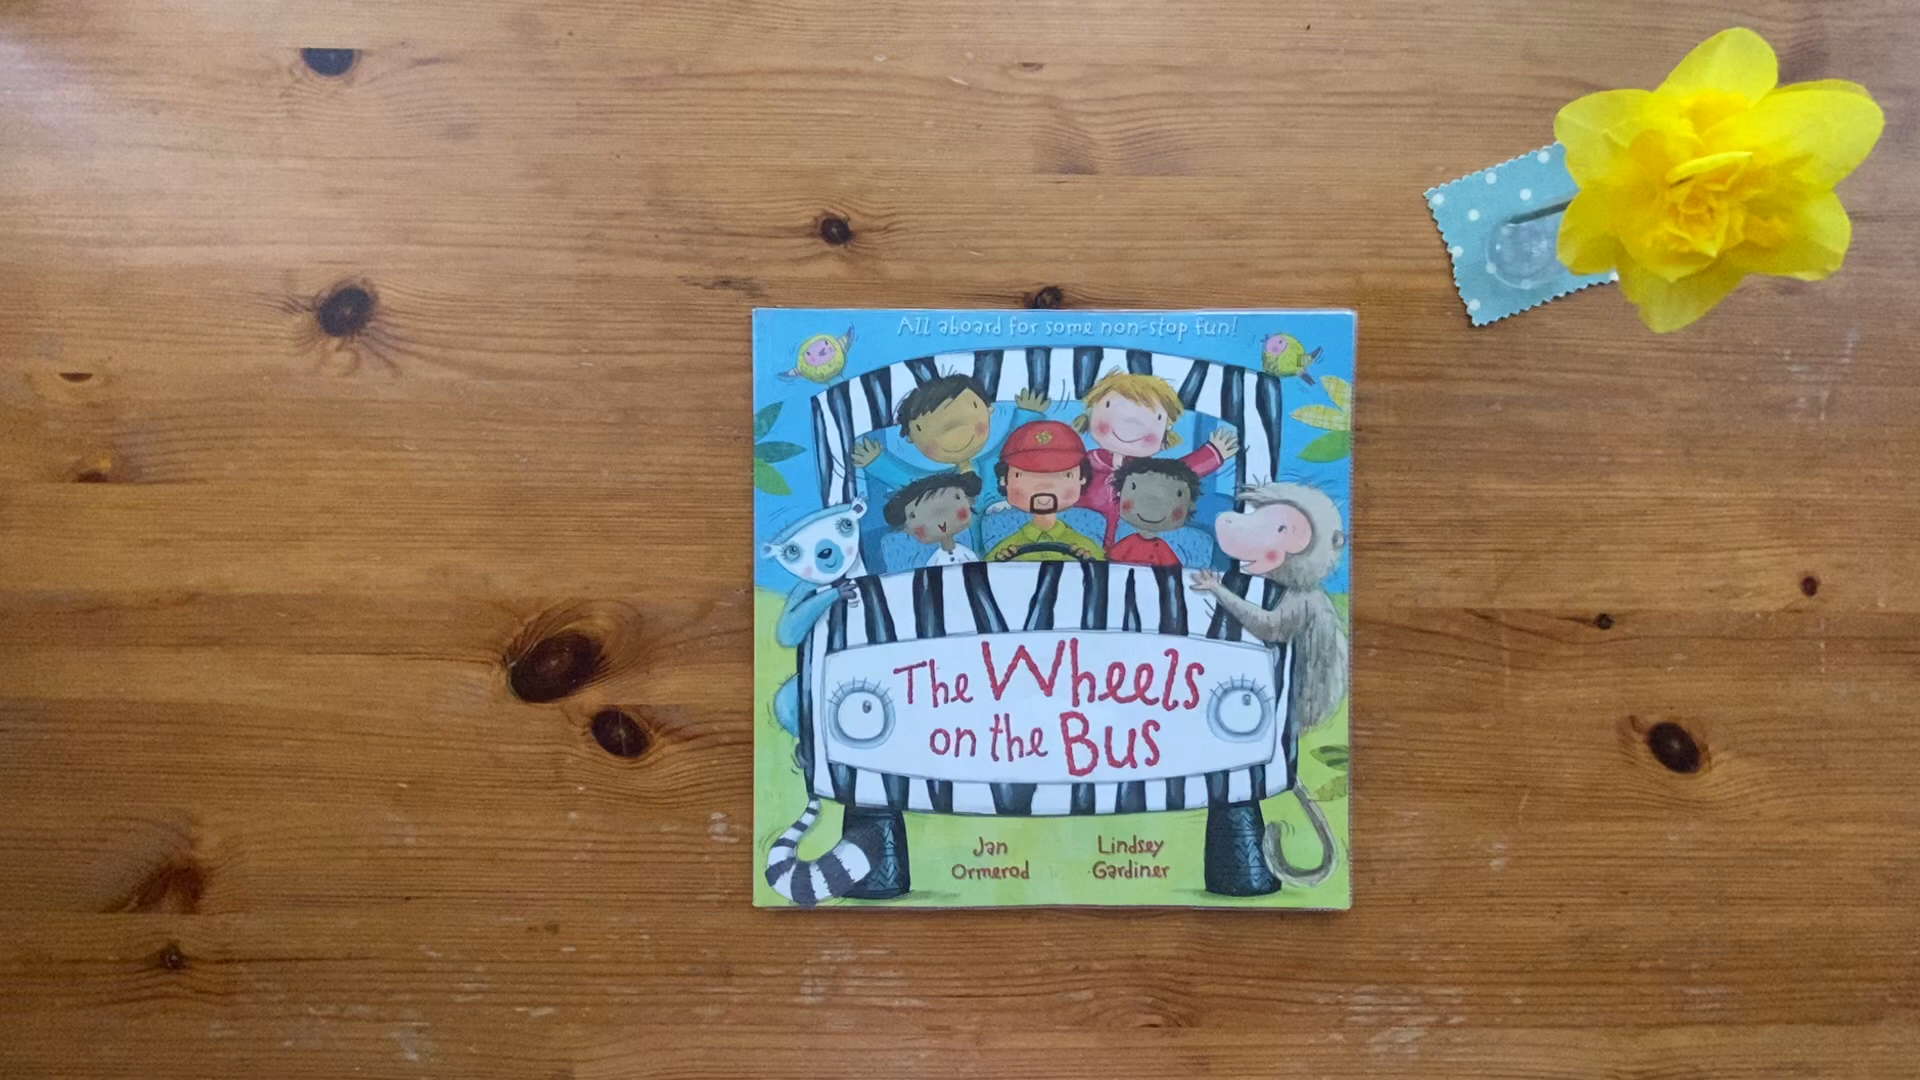 All aboard for some non-stop fun!
The Wheels
on the Bus
Jan
Ormerod
Lindsey
Gardiner